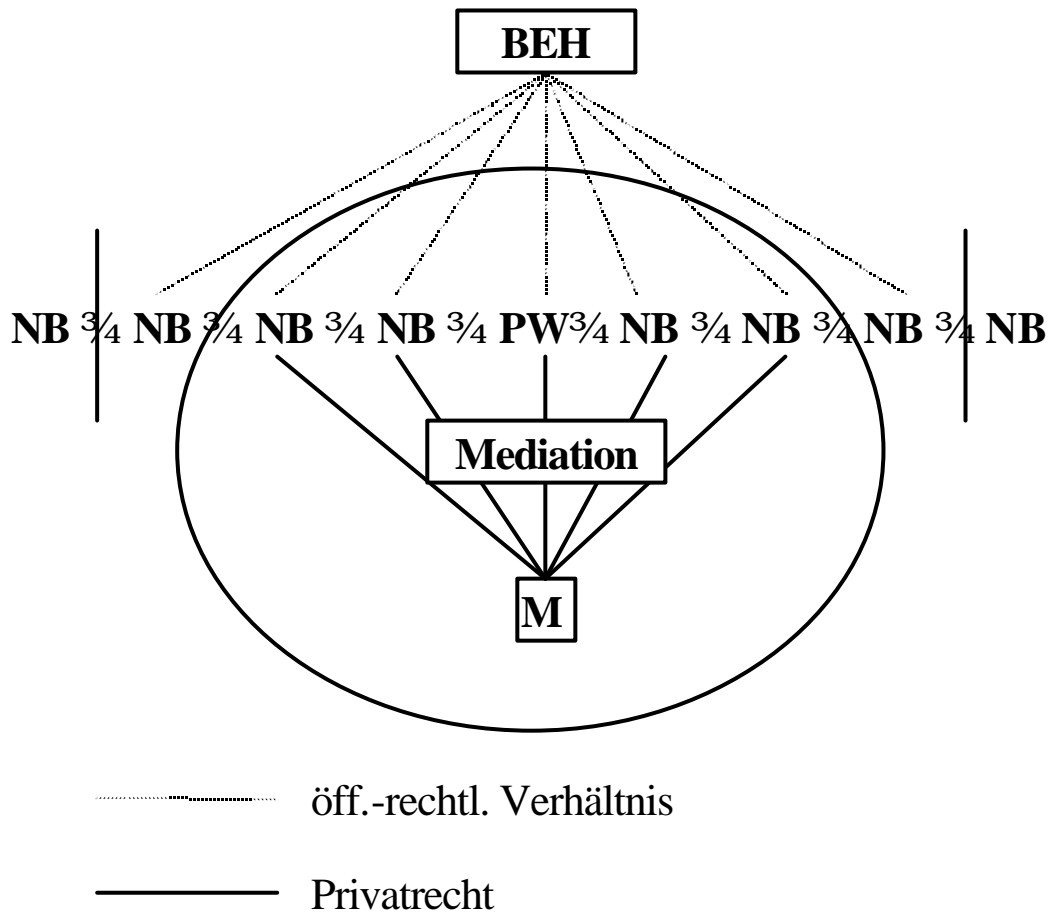 BEH
NB ¾ NB ¾ NB ¾ NB ¾ PW¾ NB ¾ NB ¾ NB ¾ NB
Mediation
M
öff.-rechtl. Verhältnis
Privatrecht